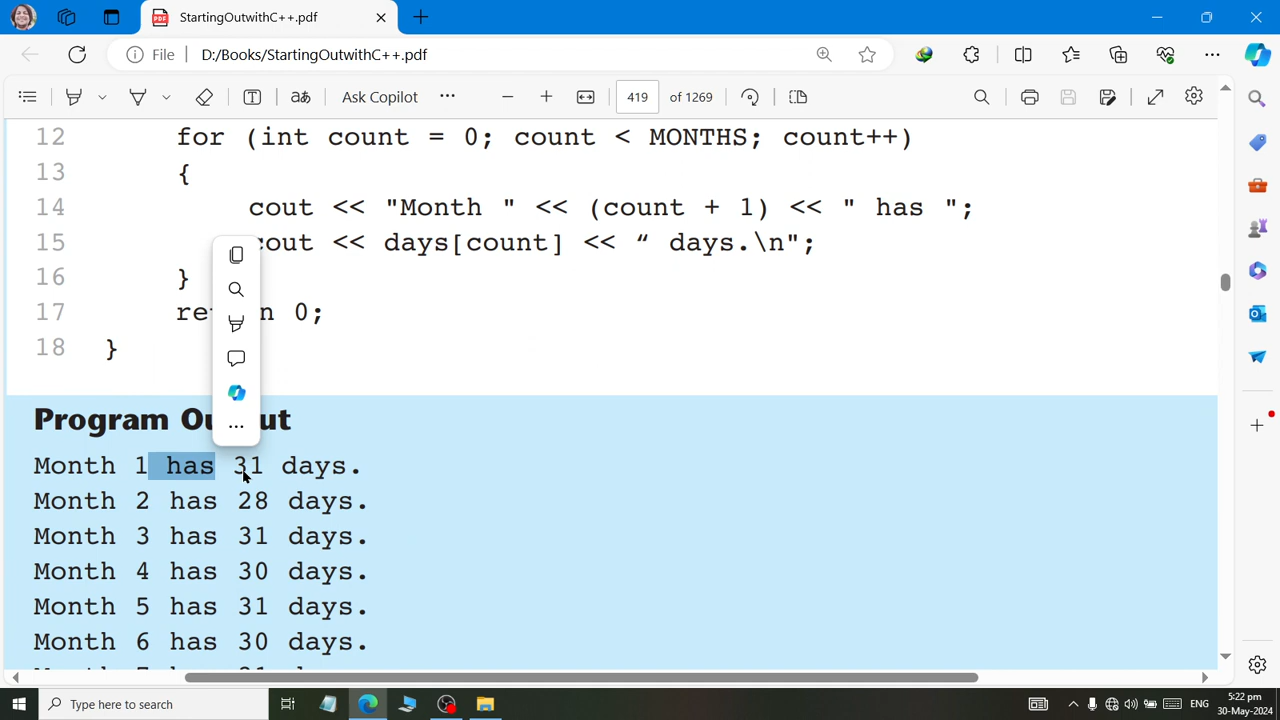 StartingOutwithC++.pdf
File D:/Books/StartingOutwithC++.pdf
Ask Copilot 419 of 1269
12 for (int count = 0; count < MONTHS; count++)
13 {
14 cout << "Month " << (count + 1) << " has ";
15 cout << days[count] << “ days.\n";
16 }
17 re n 0;
18 }
Program Ou ut
Month 1 has 31 days.
Month 2 has 28 days.
Month 3 has 31 days.
Month 4 has 30 days.
Month 5 has 31 days.
Month 6 has 30 days.
Type here to search
ENG
5:22 pm
30-May-2024